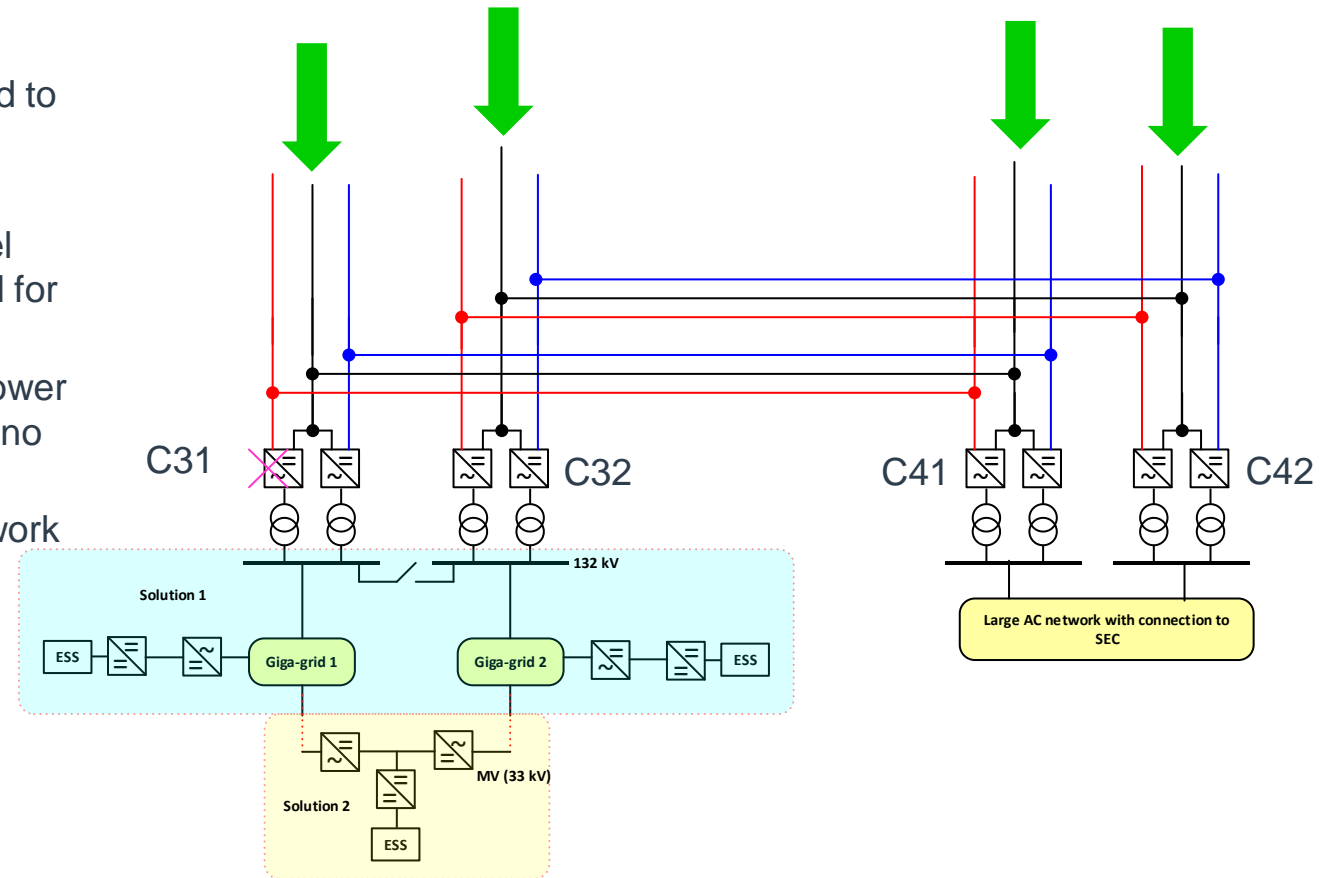 d to
el
l for
ower
no
work
C31
C32
C41
C42
132 kV
Solution 1
ESS
Giga-grid 1
Giga-grid 2
ESS
Large AC network with connection to
SEC
MV (33 kV)
Solution 2
ESS